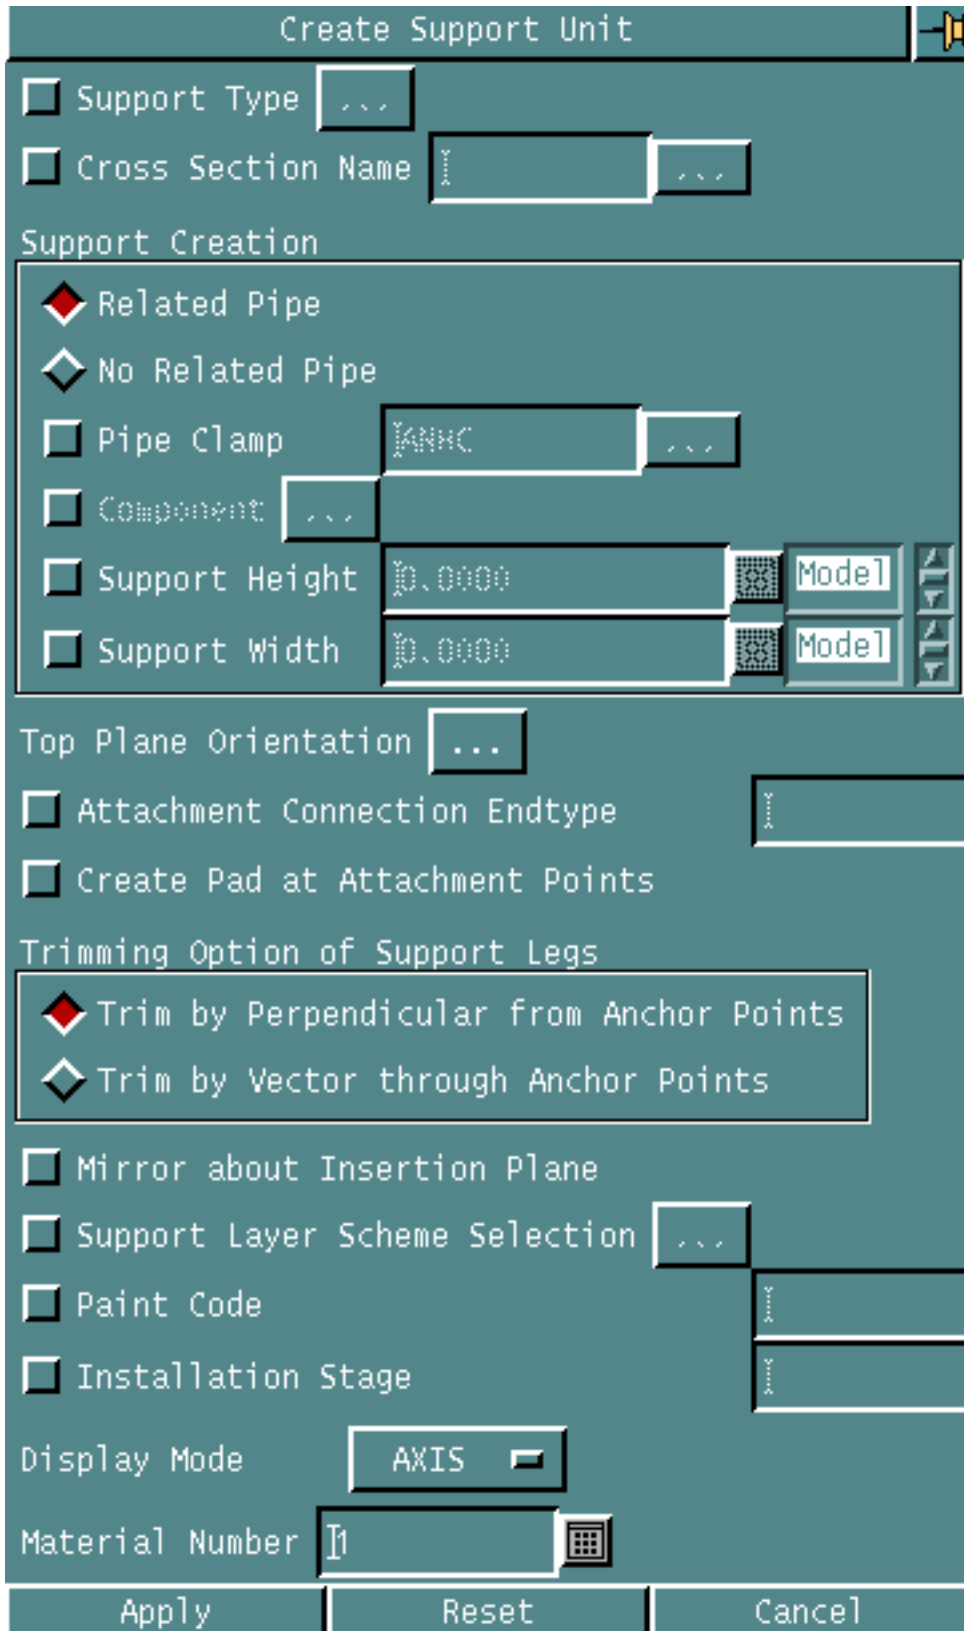 Create Support Unit
Support Type ...
Cross Section Name ...
Support Creation
Related Pipe
No Related Pipe
Pipe Clamp ANHC ...
Component ...
Support Height 0.0000 Model
Support Width 0.0000 Model
Top Plane Orientation ...
Attachment Connection Endtype
Create Pad at Attachment Points
Trimming Option of Support Legs
Trim by Perpendicular from Anchor Points
Trim by Vector through Anchor Points
Mirror about Insertion Plane
Support Layer Scheme Selection ...
Paint Code
Installation Stage
Display Mode AXIS
Material Number 1
Apply Reset Cancel